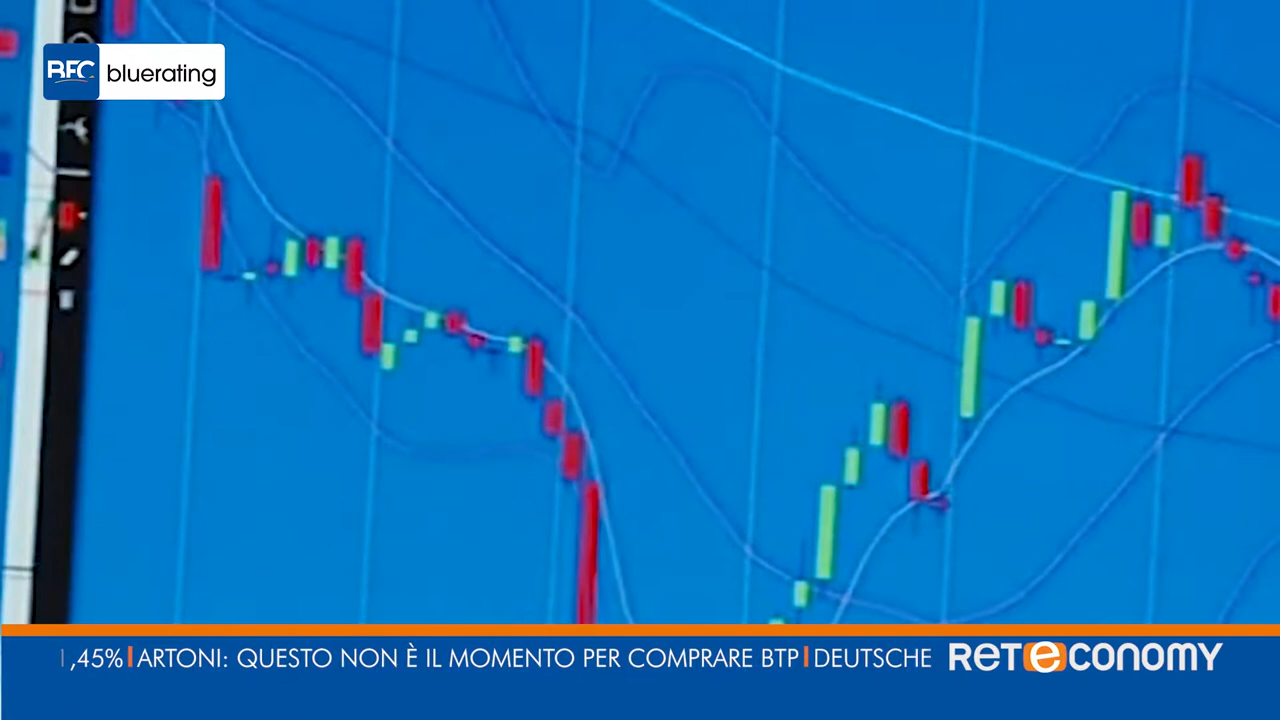 BFC bluerating
,45% | ARTONI: QUESTO NON È IL MOMENTO PER COMPRARE BTP | DEUTSCHE
RETeCONOMY